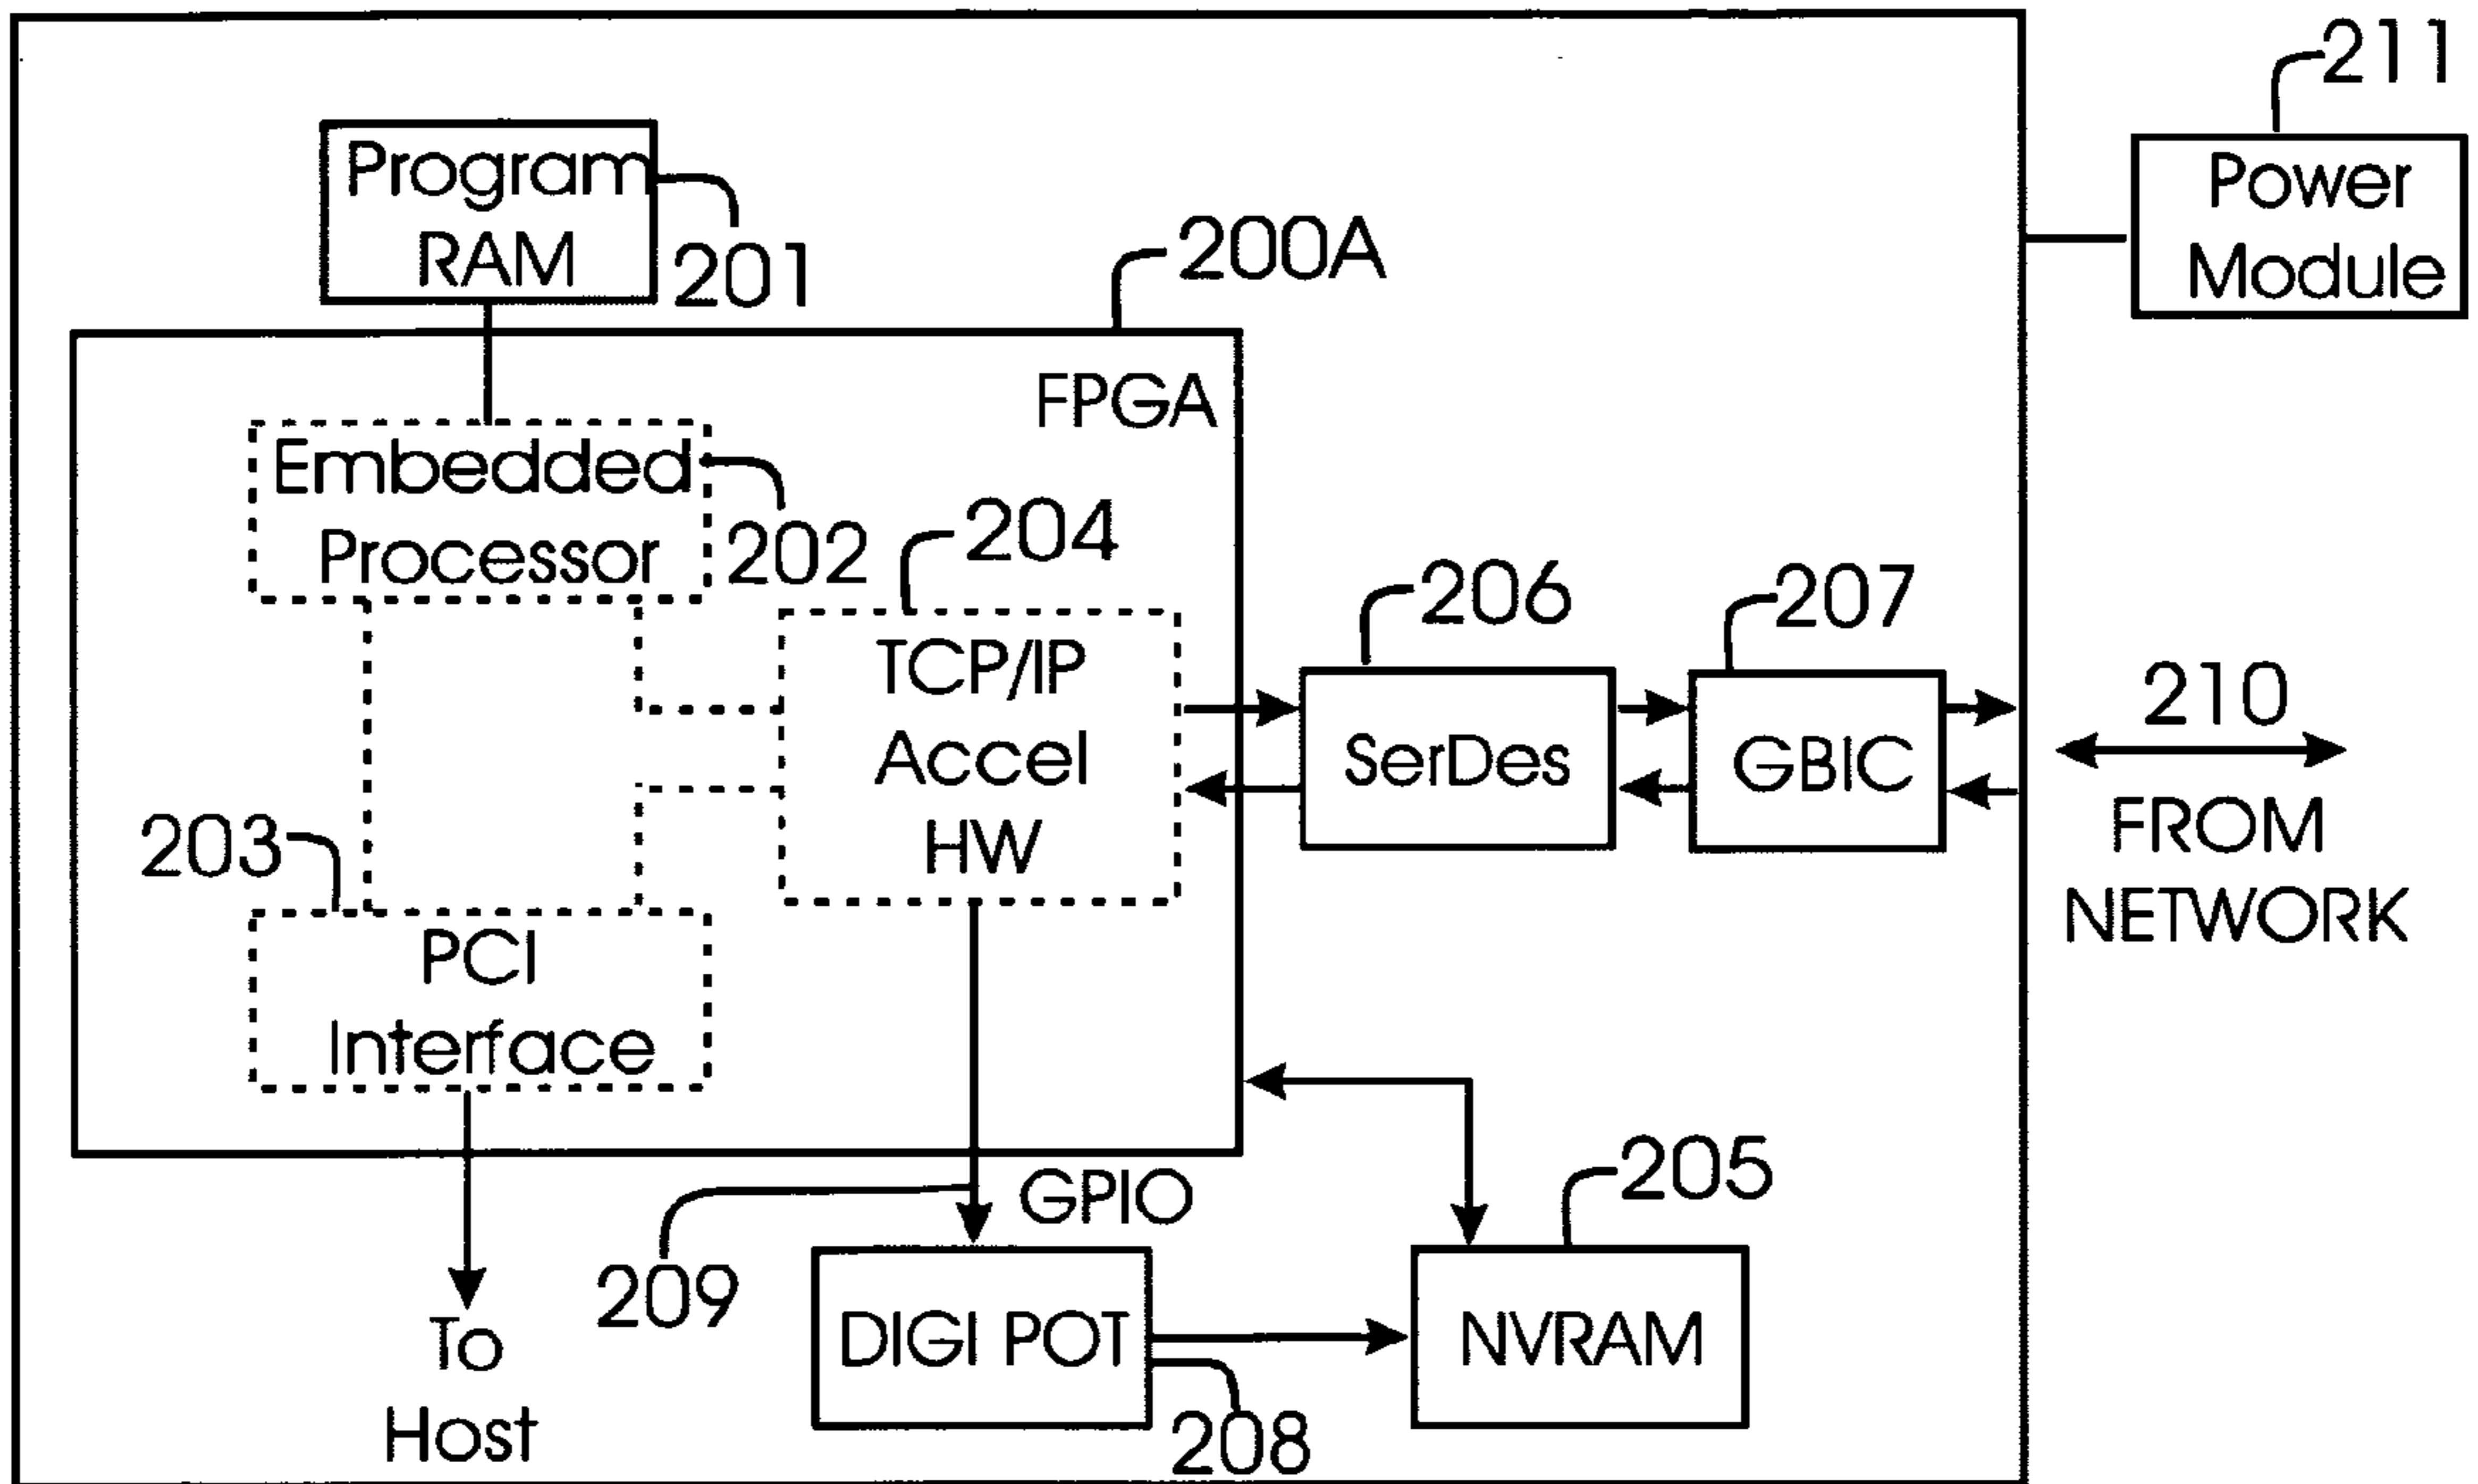 211
Power
Module
Program
RAM
201
200A
FPGA
Embedded
Processor
202
204
TCP/IP
Accel
HW
206
SerDes
207
GBIC
210
FROM
NETWORK
203
PCI
Interface
To
Host
209
GPIO
DIGI POT
208
205
NVRAM